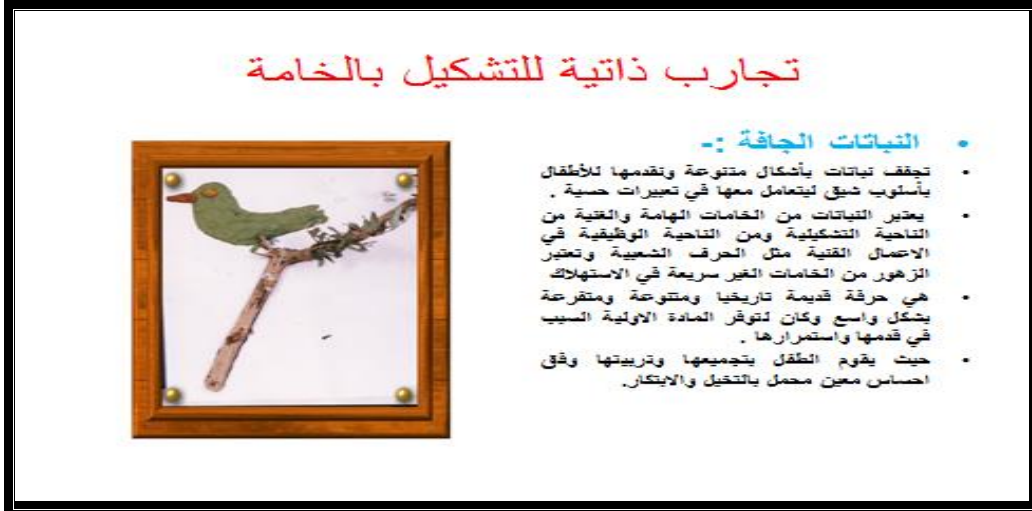 تجارب ذاتية للتشكيل بالخامة
• النباتات الجافة :-
• تجفف نباتات بأشكال متنوعة وتقدمها للأطفال
بأسلوب شيق ليتعامل معها في تعبيرات حسية .
• يعتبر النباتات من الخامات الهامة والغنية من
الناحية التشكيلية ومن الناحية الوظيفية في
الاعمال الفنية مثل الحرف الشعبية وتعتبر
الزهور من الخامات الغير سريعة في الاستهلاك
• هي حرفة قديمة تاريخيا ومتنوعة ومتفرعة
بشكل واسع وكان لتوفر المادة الاولية السبب
في قدمها واستمرارها .
• حيث يقوم الطفل بتجميعها وتربيتها وفق
احساس معين محمل بالتخيل والابتكار.